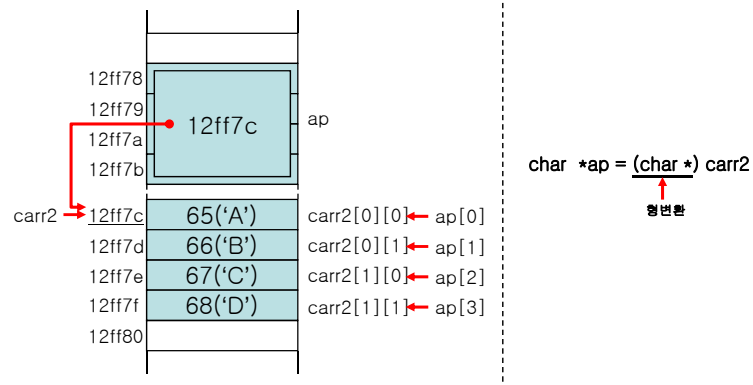 12ff78
12ff79
12ff7a
12ff7b
12ff7c
ap
carr2
12ff7c 65('A') carr2[0][0] ap[0]
12ff7d 66('B') carr2[0][1] ap[1]
12ff7e 67('C') carr2[1][0] ap[2]
12ff7f 68('D') carr2[1][1] ap[3]
12ff80
char *ap = (char *) carr2
형변환